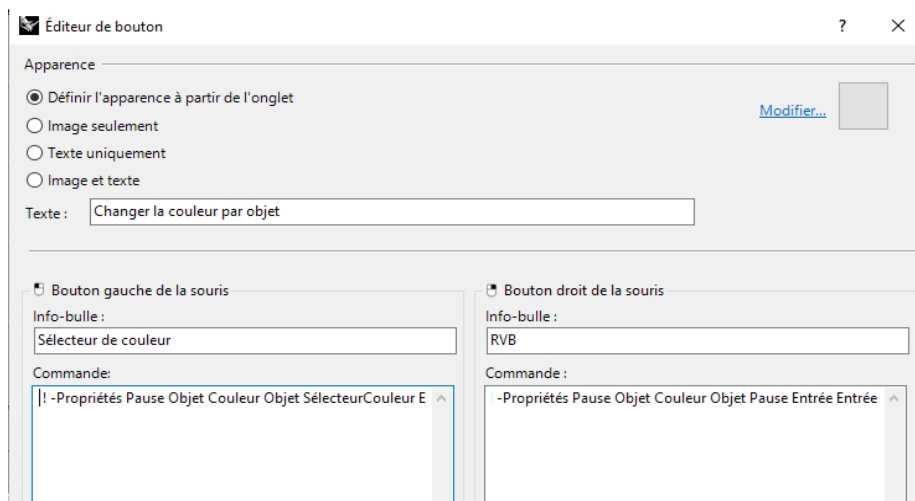 Éditeur de bouton ?
Apparence
Définir l'apparence à partir de l'onglet
Modifier...
Image seulement
Texte uniquement
Image et texte
Texte : Changer la couleur par objet
Bouton gauche de la souris
Info-bulle :
Sélecteur de couleur
Commande:
! -Propriétés Pause Objet Couleur Objet SélecteurCouleur E
Bouton droit de la souris
Info-bulle :
RVB
Commande :
-Propriétés Pause Objet Couleur Objet Pause Entrée Entrée